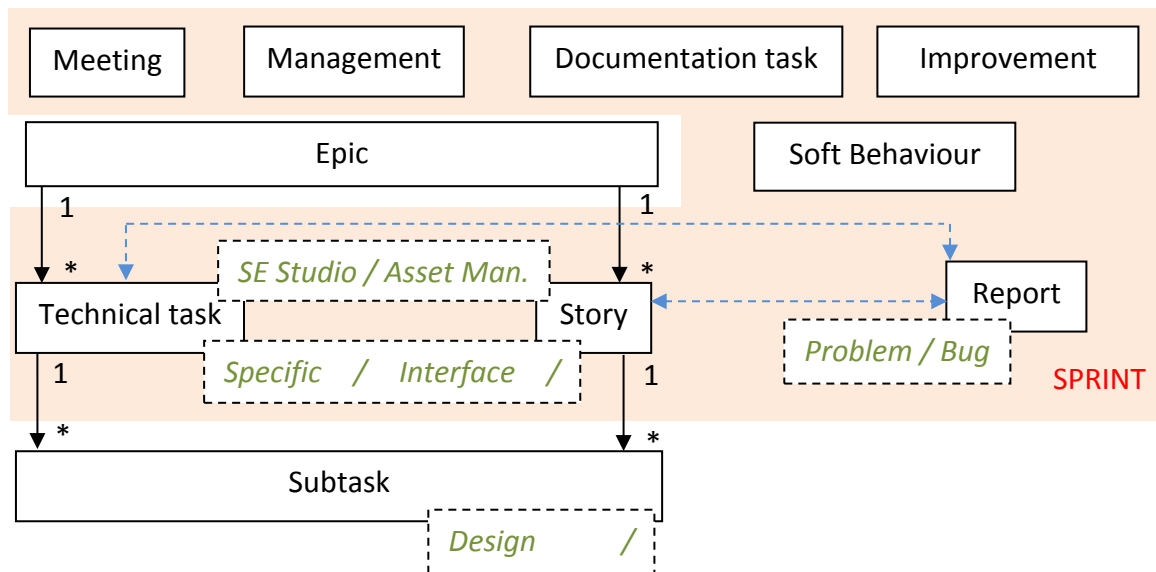 Meeting
Management
Documentation task
Improvement
Epic
Soft Behaviour
1
1
*
SE Studio / Asset Man.
*
Technical task
Story
Report
Specific / Interface /
Problem / Bug
1
1
SPRINT
*
*
Subtask
Design /